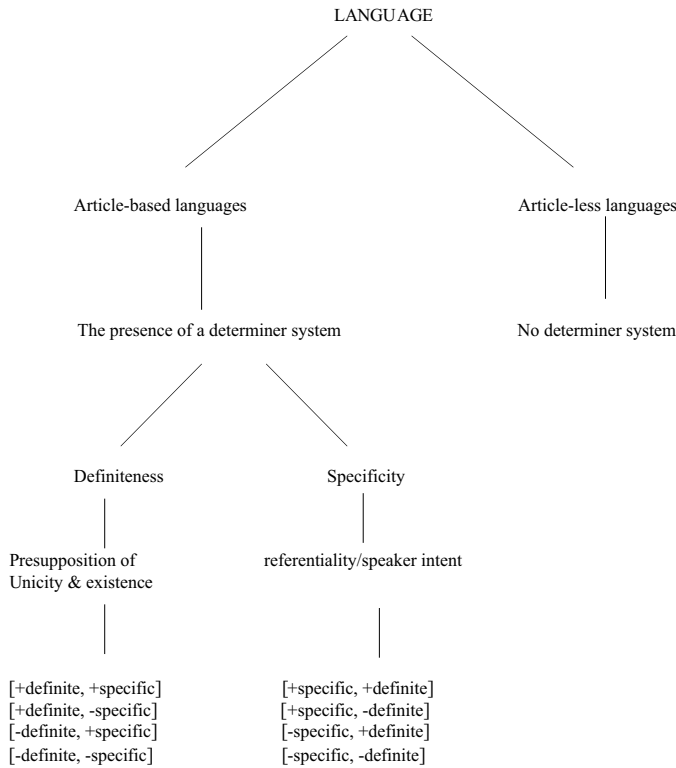 LANGUAGE
Article-based languages
Article-less languages
The presence of a determiner system
No determiner system
Definiteness
Specificity
Presupposition of
Unicity & existence
referentiality/speaker intent
[+definite, +specific]
[+definite, -specific]
[-definite, +specific]
[-definite, -specific]
[+specific, +definite]
[+specific, -definite]
[-specific, +definite]
[-specific, -definite]